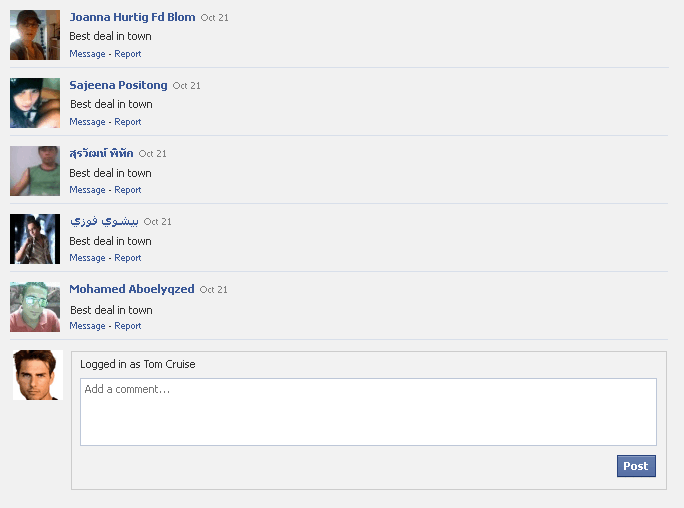 Joanna Hurtig Fd Blom Oct 21
Best deal in town
Message - Report
Sajeena Positong Oct 21
Best deal in town
Message - Report
สุรวัฒน์ พิทัก Oct 21
Best deal in town
Message - Report
بيشوي فوزي Oct 21
Best deal in town
Message - Report
Mohamed Aboelyqzed Oct 21
Best deal in town
Message - Report
Logged in as Tom Cruise
Add a comment...
Post